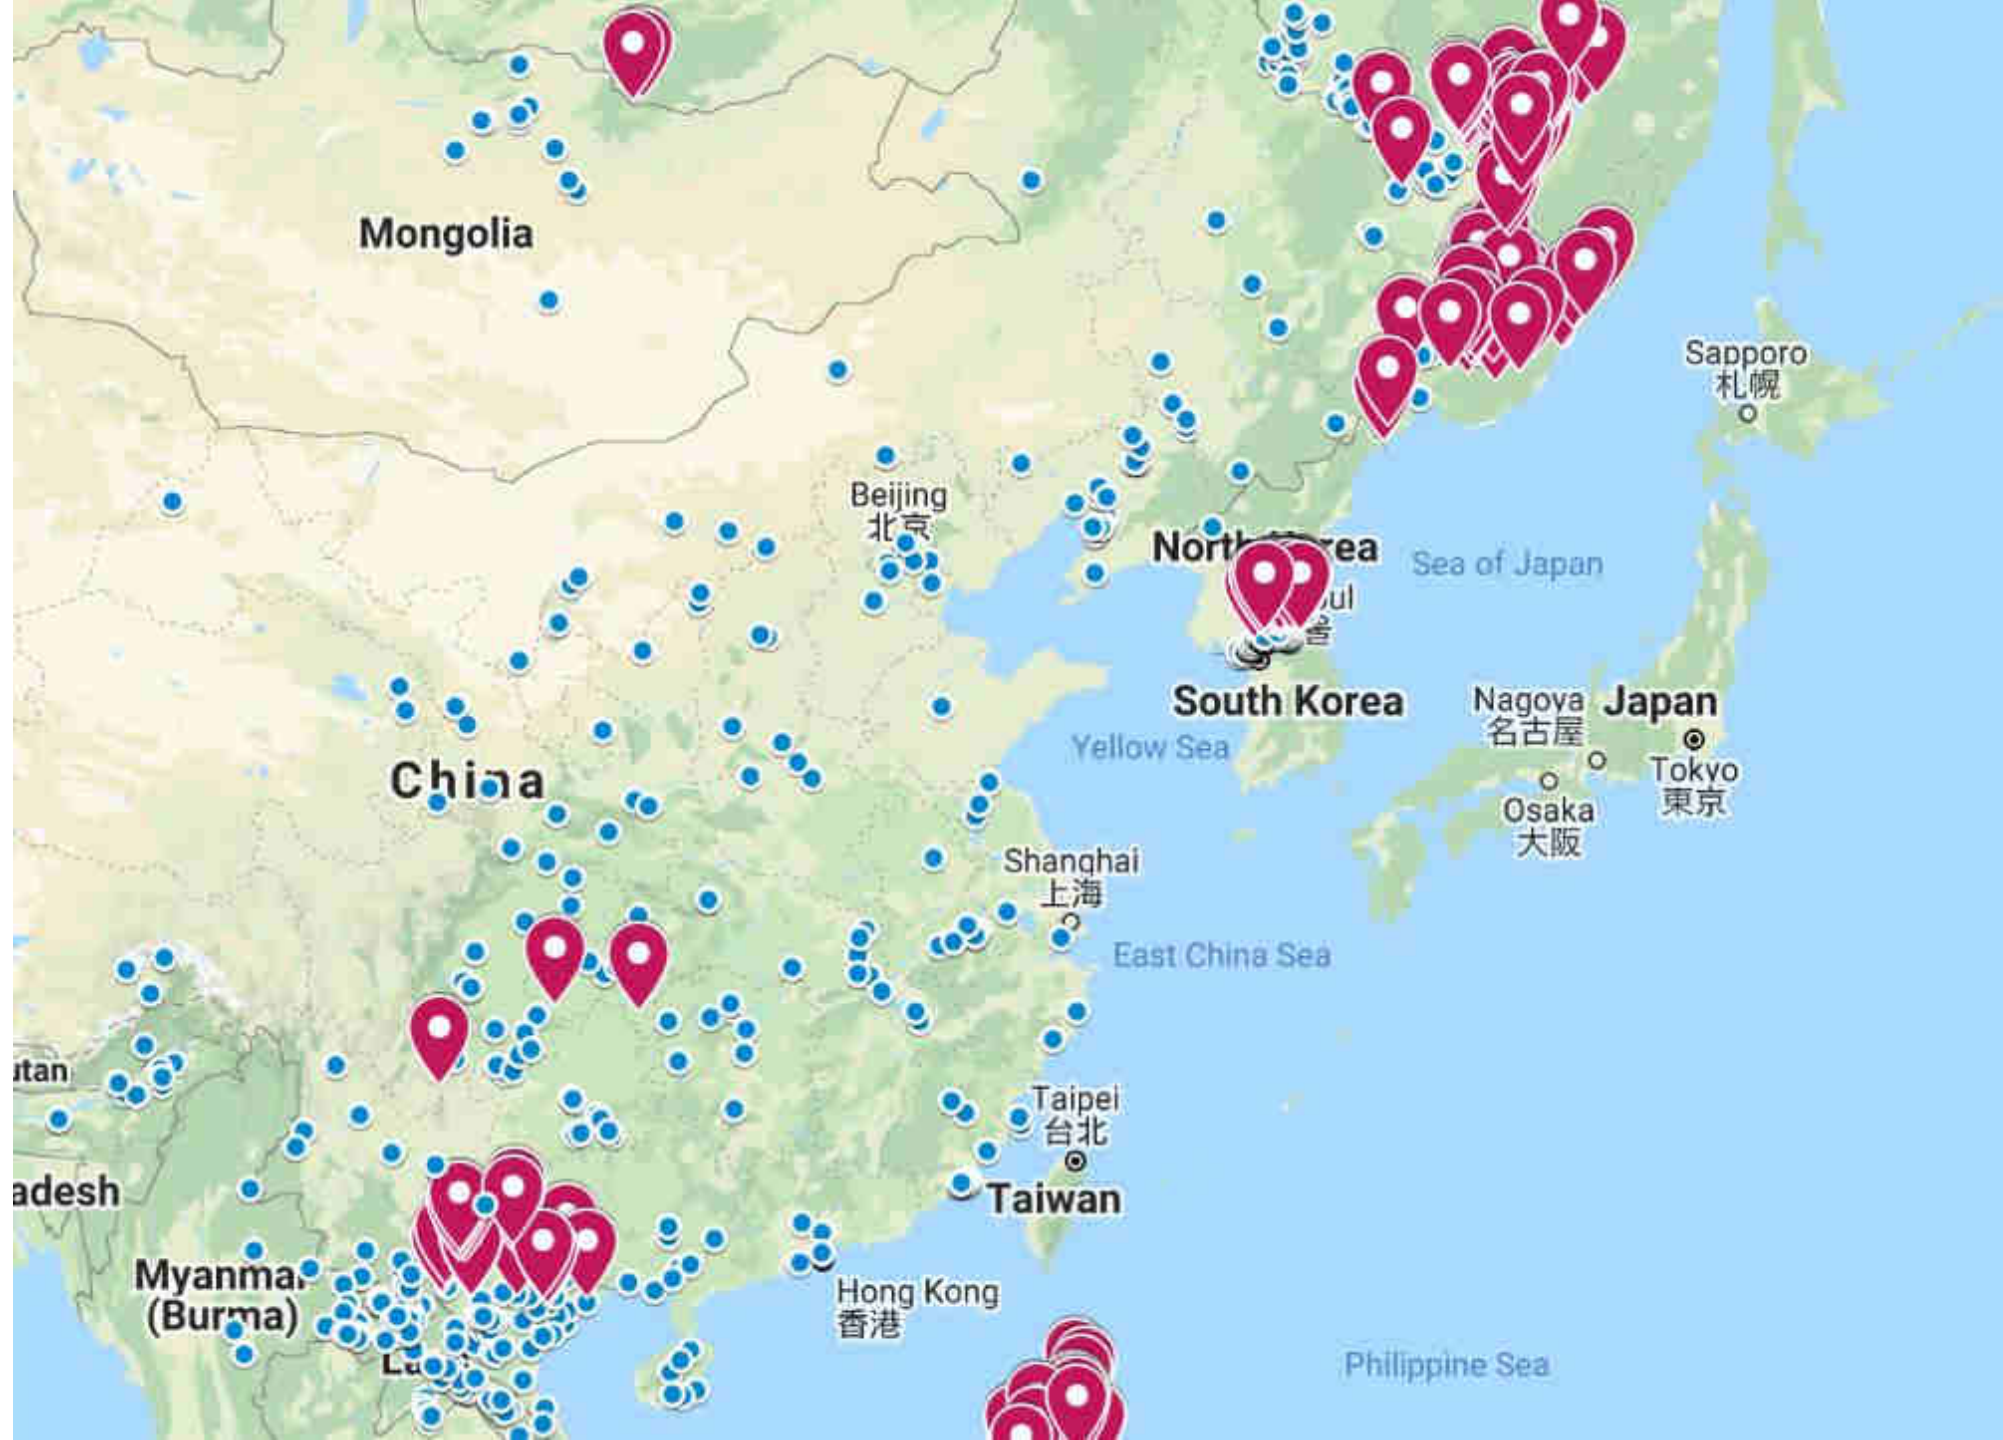 Mongolia
Sapporo
札幌
Beijing
北京
Sea of Japan
South Korea
Nagoya
名古屋
Japan
Yellow Sea
Tokyo
東京
China
Osaka
大阪
Shanghai
上海
East China Sea
utan
Taipei
台北
adesh
Taiwan
Myanmar
(Burma)
Hong Kong
香港
Philippine Sea